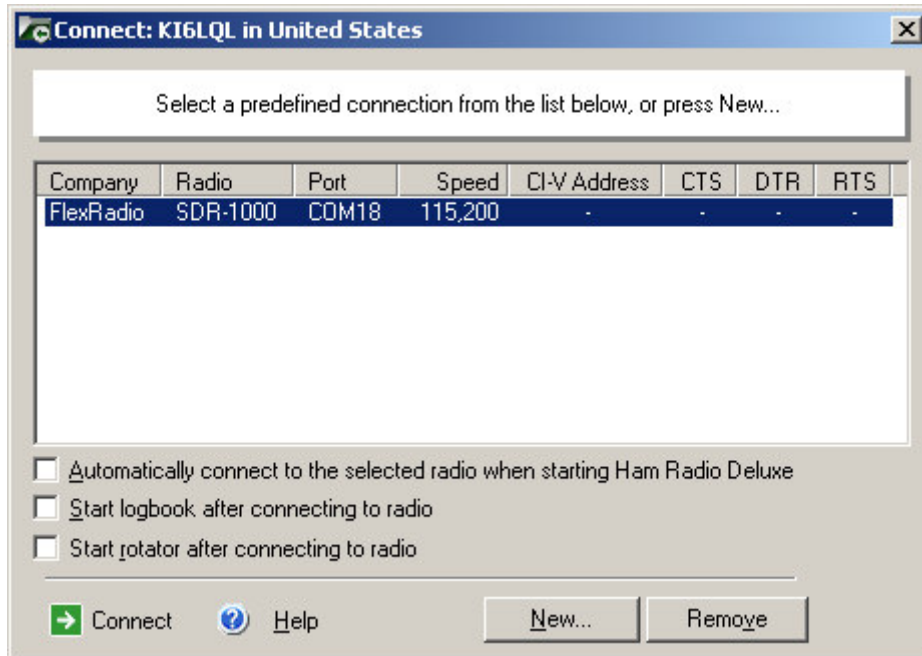 Connect: KI6LQL in United States
Select a predefined connection from the list below, or press New...
Company Radio Port Speed CI-V Address CTS DTR RTS
FlexRadio SDR-1000 COM18 115,200 - - - -
Automatically connect to the selected radio when starting Ham Radio Deluxe
Start logbook after connecting to radio
Start rotator after connecting to radio
Connect Help New... Remove